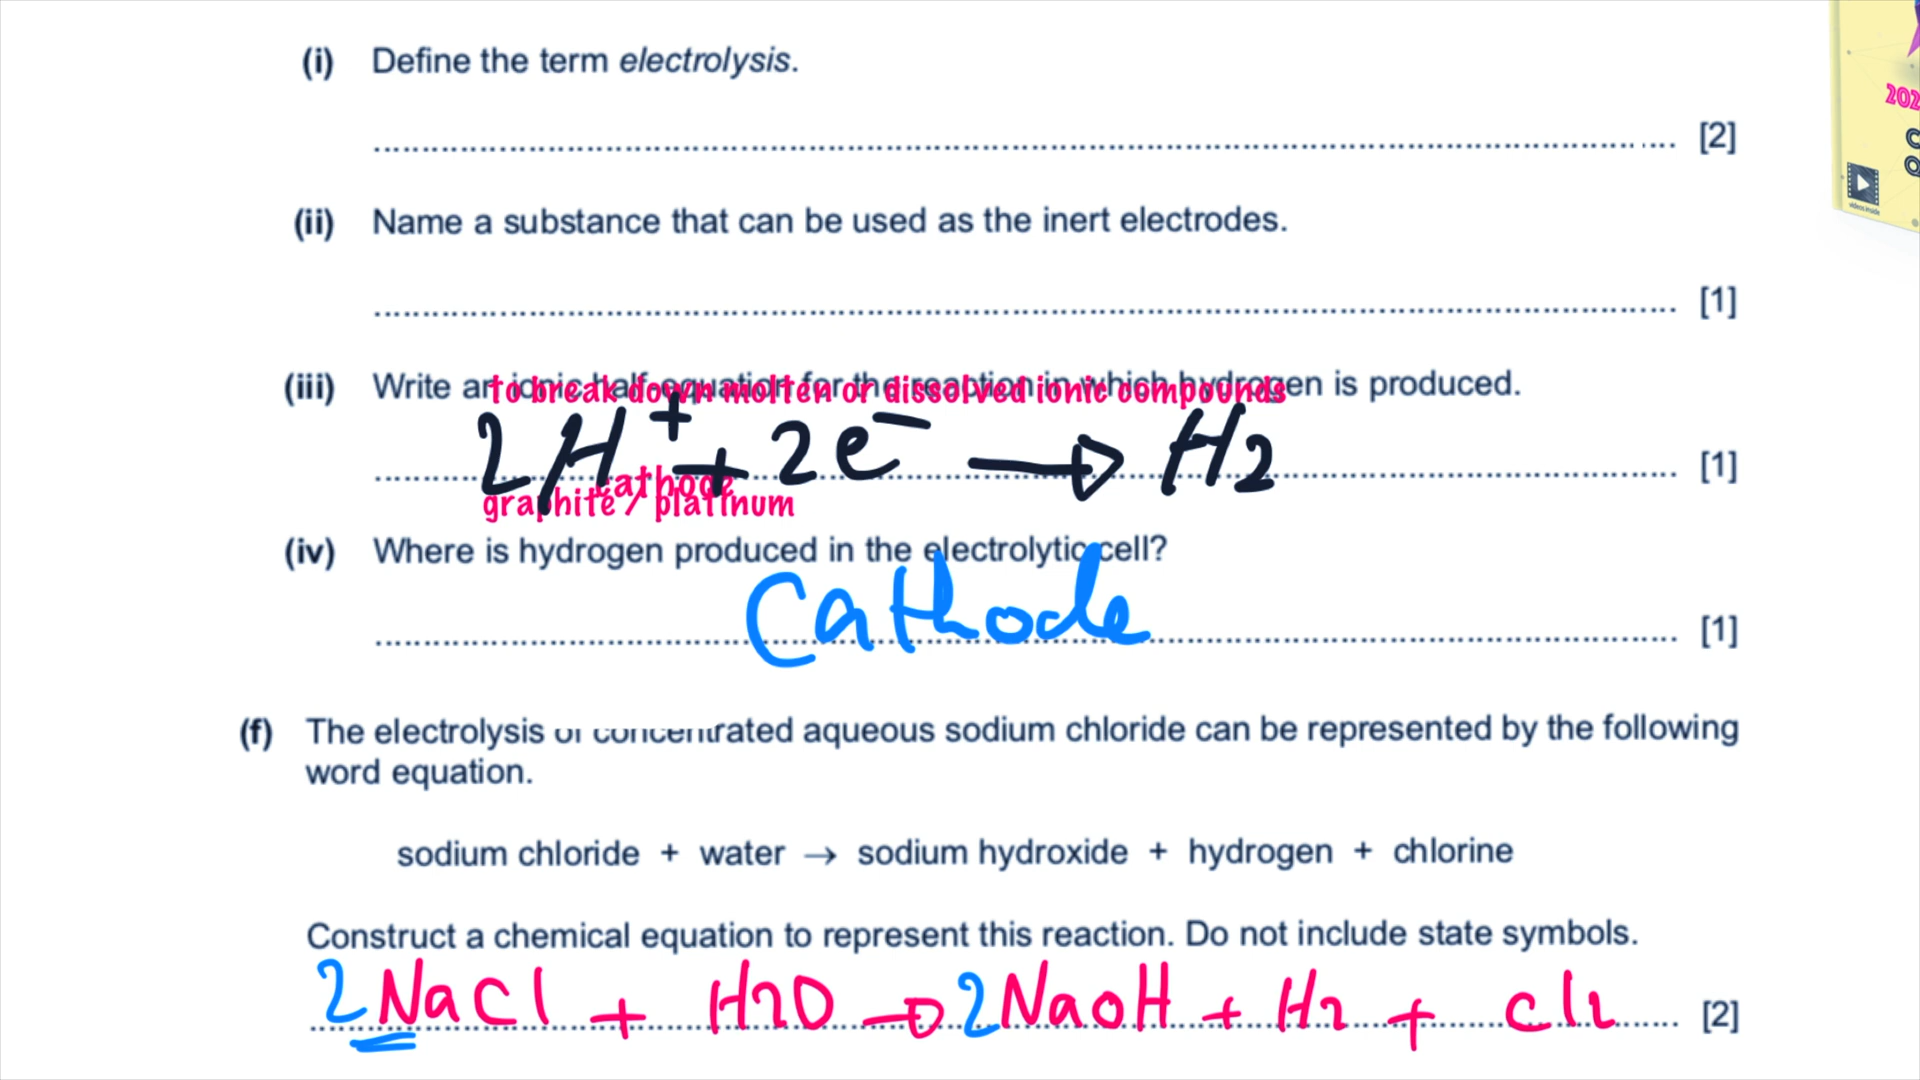 (i) Define the term electrolysis.
[2]
(ii) Name a substance that can be used as the inert electrodes.
[1]
(iii) Write an ionic half-equation for the reaction in which hydrogen is produced.
to break down molten or dissolved ionic compounds
2H⁺ + 2e⁻ → H2
[1]
cathode
graphite / platinum
(iv) Where is hydrogen produced in the electrolytic cell?
Cathode
[1]
(f) The electrolysis of concentrated aqueous sodium chloride can be represented by the following
word equation.
sodium chloride + water → sodium hydroxide + hydrogen + chlorine
Construct a chemical equation to represent this reaction. Do not include state symbols.
2NaCl + H2O → 2NaOH + H2 + Cl2 [2]
202
C
Q
videos inside